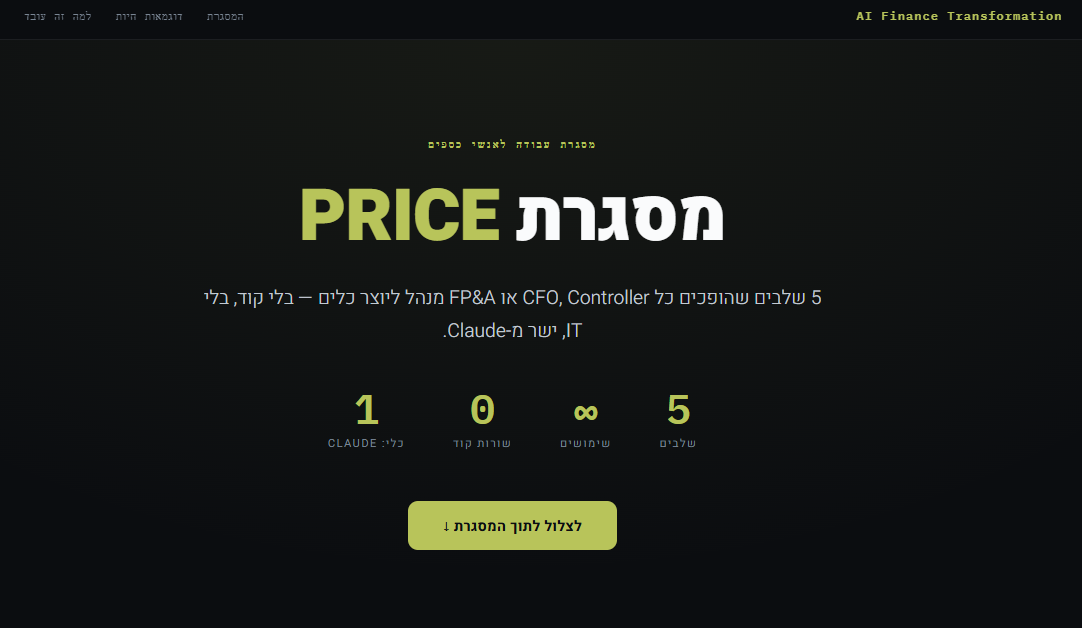 AI Finance Transformation
המסגרת
דוגמאות חיות
למה זה עובד
מסגרת עבודה לאנשי כספים
מסגרת PRICE
5 שלבים שהופכים כל CFO, Controller או FP&A מנהל ליוצר כלים — בלי קוד, בלי
IT, ישר מ-Claude.
5
שלבים
∞
שימושים
0
שורות קוד
1
כלי: CLAUDE
לצלול לתוך המסגרת ↓